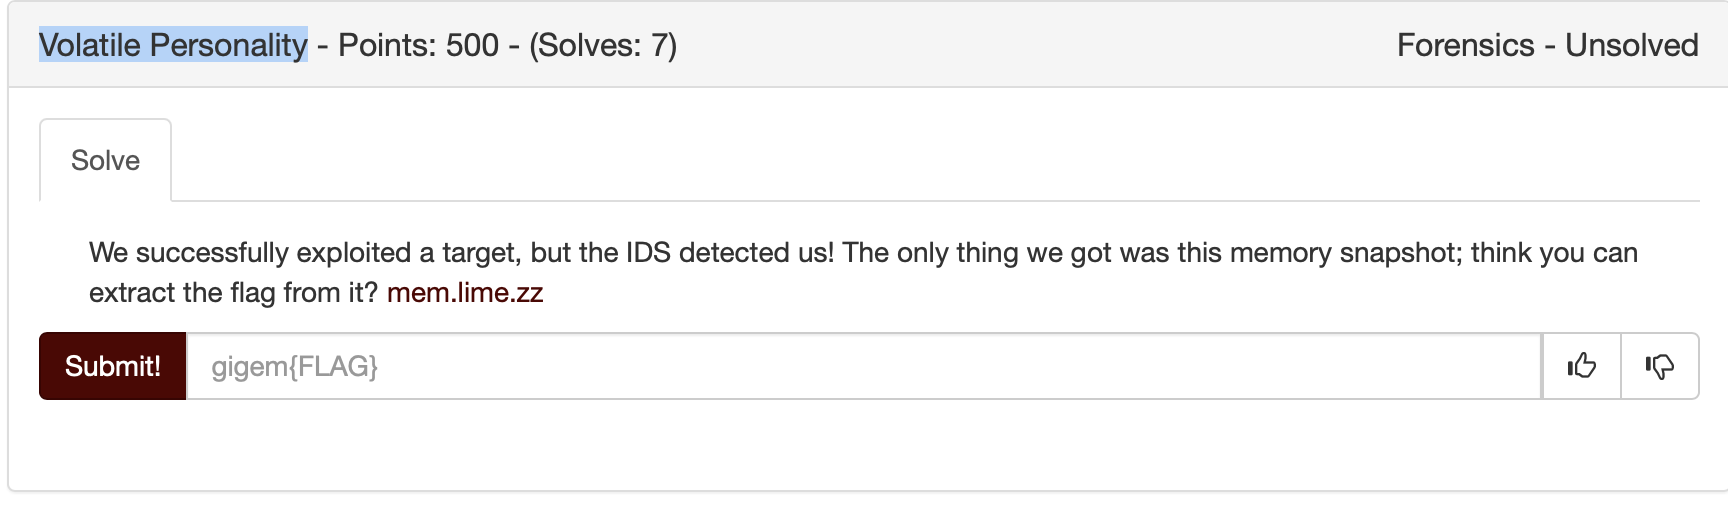 Volatile Personality - Points: 500 - (Solves: 7)
Forensics - Unsolved
Solve
We successfully exploited a target, but the IDS detected us! The only thing we got was this memory snapshot; think you can
extract the flag from it? mem.lime.zz
Submit!
gigem{FLAG}